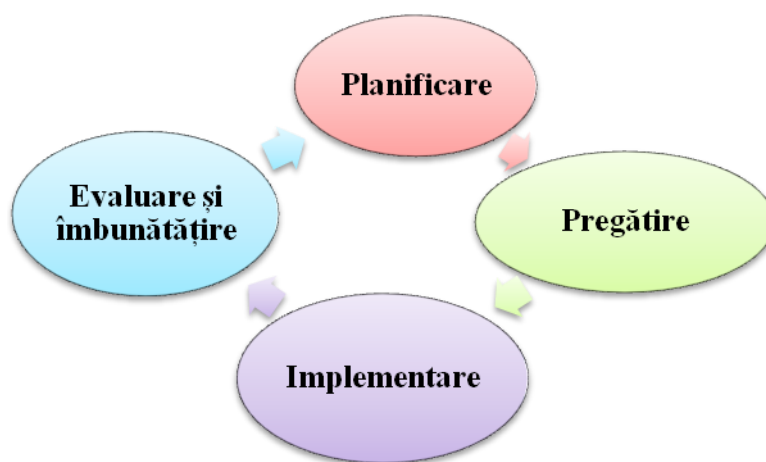 Planificare
Evaluare și
îmbunătățire
Pregătire
Implementare